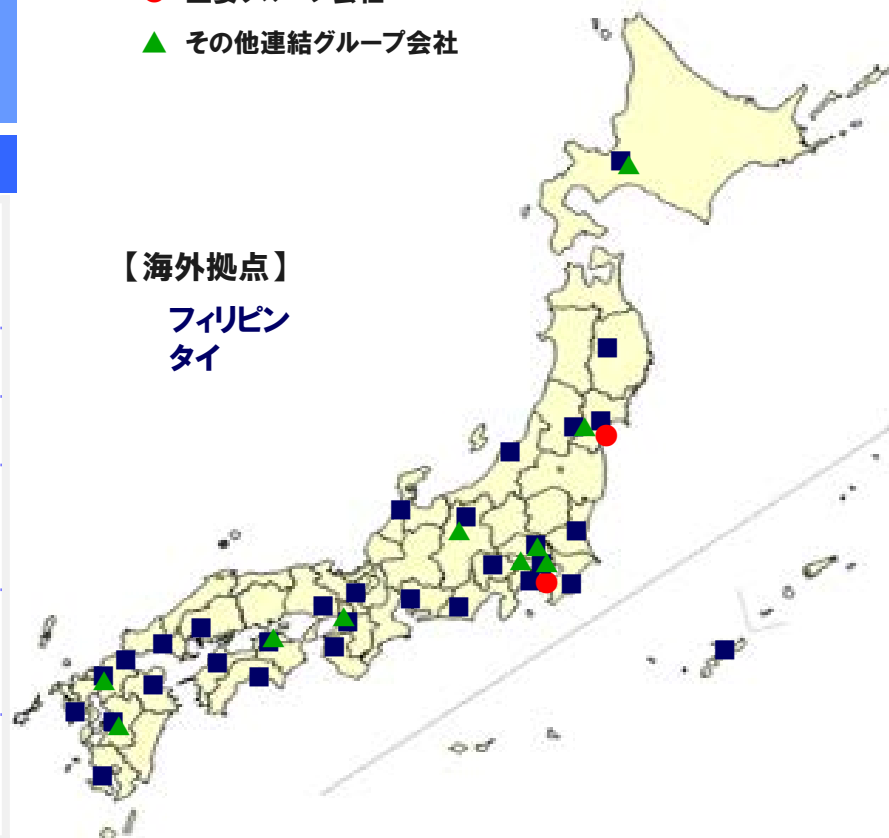 その他連結グループ会社
【海外拠点】
フィリピン
タイ